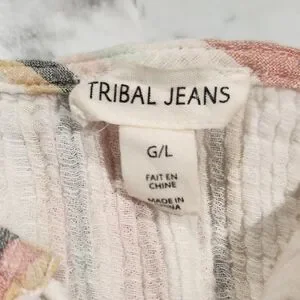 TRIBAL JEANS
G/L
FAIT EN
CHINE
MADE IN
CHINA